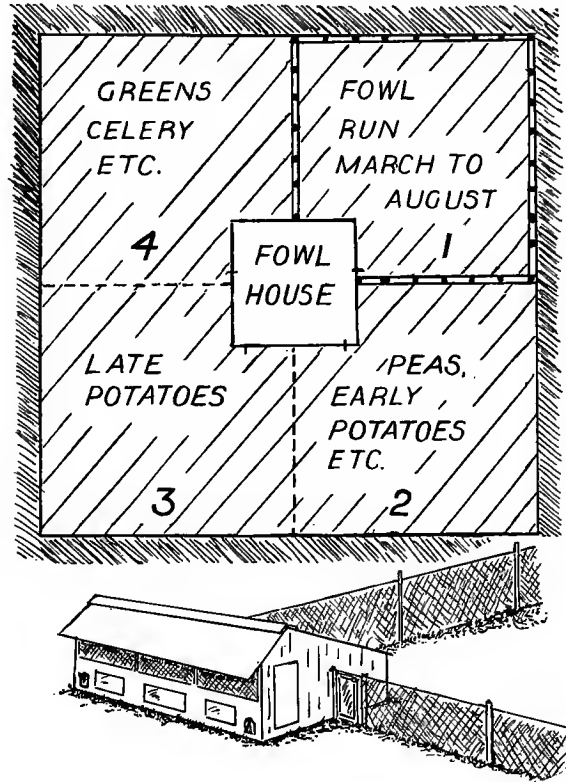 GREENS
CELERY
ETC.
4
FOWL
RUN
MARCH TO
AUGUST
1
FOWL
HOUSE
LATE
POTATOES
3
PEAS,
EARLY
POTATOES
ETC.
2